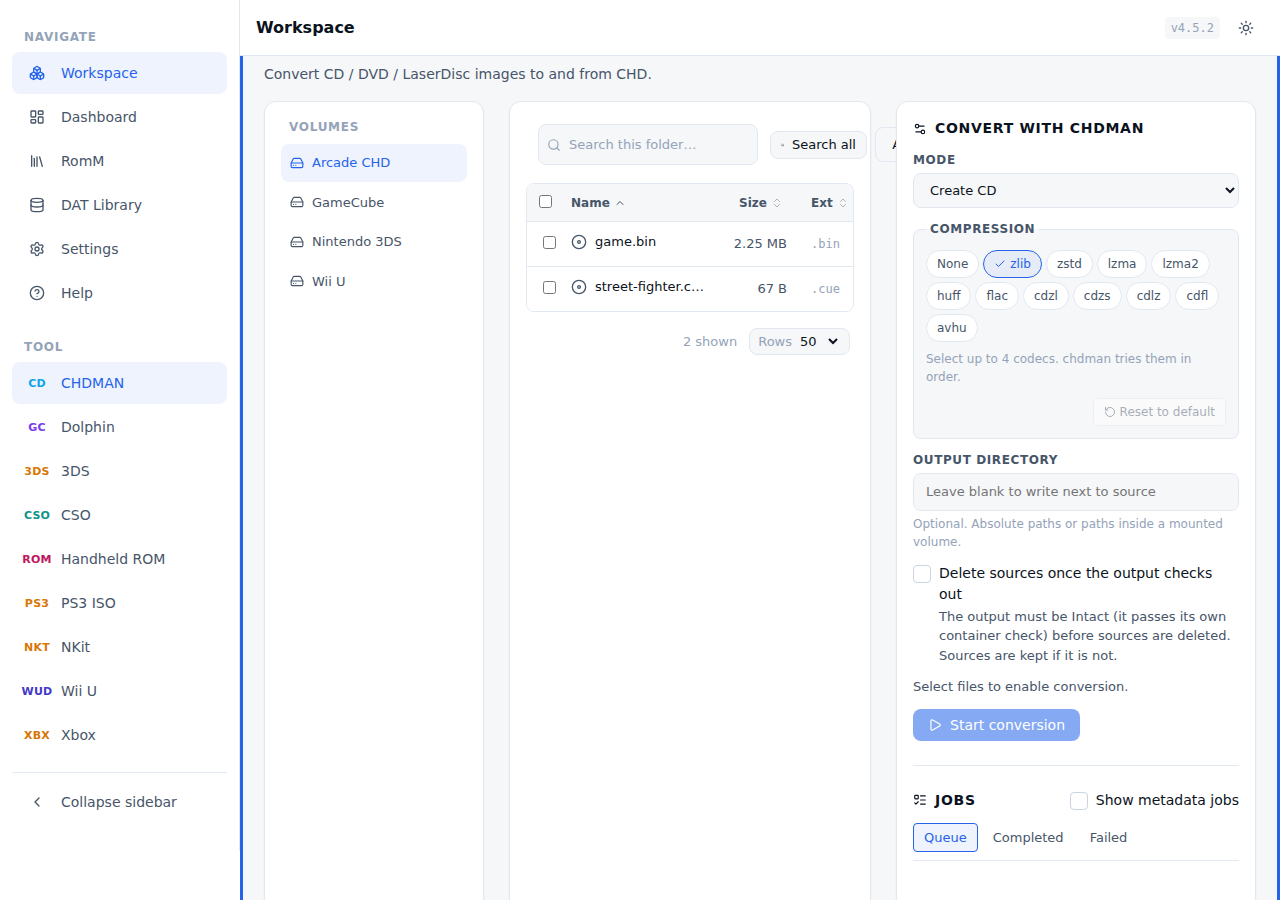 NAVIGATE
Workspace
Dashboard
RomM
DAT Library
Settings
Help
TOOL
CD CHDMAN
GC Dolphin
3DS 3DS
CSO CSO
ROM Handheld ROM
PS3 PS3 ISO
NKT NKit
WUD Wii U
XBX Xbox
Collapse sidebar
Workspace
v4.5.2
Convert CD / DVD / LaserDisc images to and from CHD.
VOLUMES
Arcade CHD
GameCube
Nintendo 3DS
Wii U
Search this folder…
Search all
Name Size Ext
game.bin 2.25 MB .bin
street-fighter.c… 67 B .cue
2 shown Rows 50
CONVERT WITH CHDMAN
MODE
Create CD
COMPRESSION
None zlib zstd lzma lzma2
huff flac cdzl cdzs cdlz cdfl
avhu
Select up to 4 codecs. chdman tries them in
order.
Reset to default
OUTPUT DIRECTORY
Leave blank to write next to source
Optional. Absolute paths or paths inside a mounted
volume.
Delete sources once the output checks
out
The output must be Intact (it passes its own
container check) before sources are deleted.
Sources are kept if it is not.
Select files to enable conversion.
Start conversion
JOBS Show metadata jobs
Queue Completed Failed